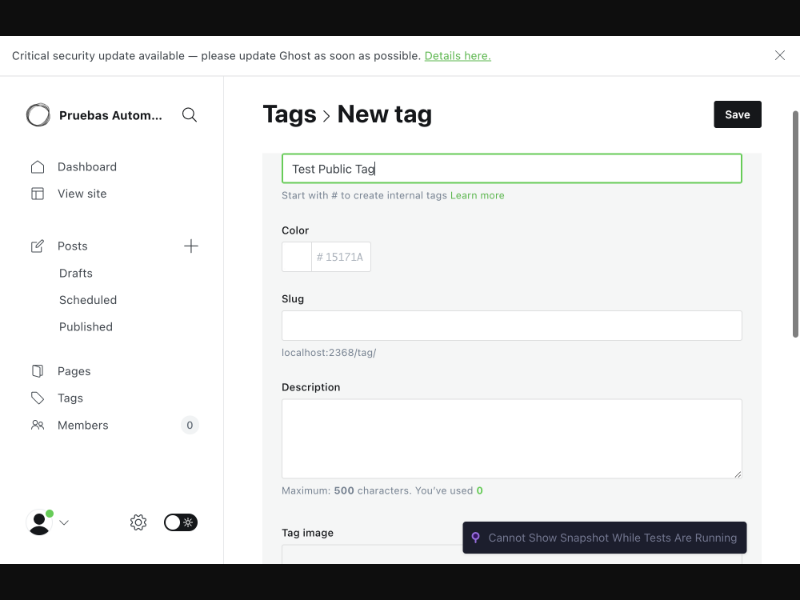 Critical security update available — please update Ghost as soon as possible. Details here.
Pruebas Autom...
Tags > New tag
Save
Dashboard
View site
Posts
Drafts
Scheduled
Published
Pages
Tags
Members
0
Test Public Tag
Start with # to create internal tags Learn more
Color
# 15171A
Slug
localhost:2368/tag/
Description
Maximum: 500 characters. You've used 0
Tag image
Cannot Show Snapshot While Tests Are Running